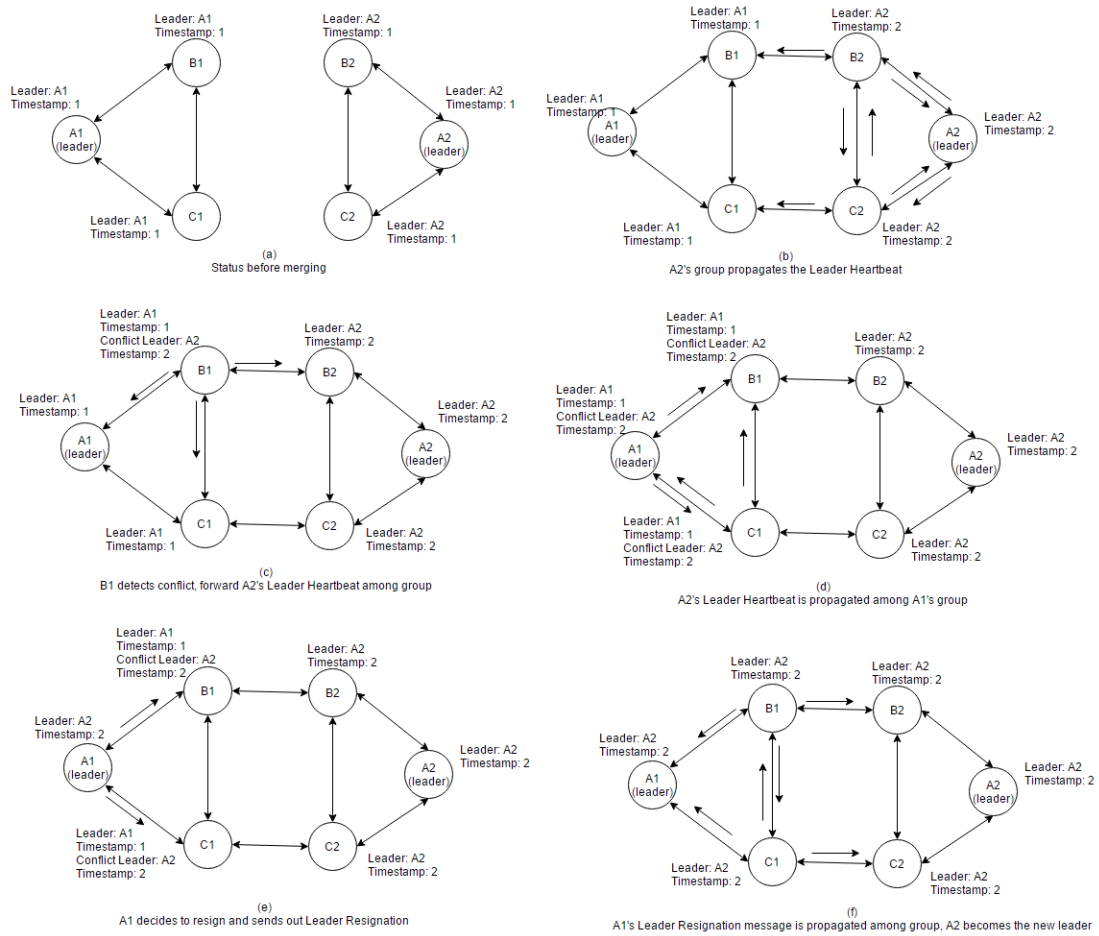 Leader: A1
Timestamp: 1
B1
Leader: A1
Timestamp: 1
A1
(leader)
Leader: A1
Timestamp: 1
C1
Leader: A2
Timestamp: 1
B2
Leader: A2
Timestamp: 1
A2
(leader)
C2
Leader: A2
Timestamp: 1
(a)
Status before merging
Leader: A1
Timestamp: 1
B1
Leader: A2
Timestamp: 2
B2
Leader: A1
Timestamp: 1
A1
(leader)
A2
(leader)
Leader: A2
Timestamp: 2
C1
Leader: A1
Timestamp: 1
C2
Leader: A2
Timestamp: 2
(b)
A2's group propagates the Leader Heartbeat
Leader: A1
Timestamp: 1
Conflict Leader: A2
Timestamp: 2
B1
Leader: A2
Timestamp: 2
B2
Leader: A1
Timestamp: 1
A1
(leader)
Leader: A2
Timestamp: 2
A2
(leader)
C1
Leader: A1
Timestamp: 1
C2
Leader: A2
Timestamp: 2
(c)
B1 detects conflict, forward A2's Leader Heartbeat among group
Leader: A1
Timestamp: 1
Conflict Leader: A2
Timestamp: 2
B1
Leader: A2
Timestamp: 2
B2
Leader: A1
Timestamp: 1
Conflict Leader: A2
Timestamp: 2
A1
(leader)
A2
(leader)
Leader: A2
Timestamp: 2
Leader: A1
Timestamp: 1
Conflict Leader: A2
Timestamp: 2
C1
C2
Leader: A2
Timestamp: 2
(d)
A2's Leader Heartbeat is propagated among A1's group
Leader: A1
Timestamp: 1
Conflict Leader: A2
Timestamp: 2
B1
Leader: A2
Timestamp: 2
B2
Leader: A2
Timestamp: 2
A1
(leader)
A2
(leader)
Leader: A2
Timestamp: 2
Leader: A1
Timestamp: 1
Conflict Leader: A2
Timestamp: 2
C1
C2
Leader: A2
Timestamp: 2
(e)
A1 decides to resign and sends out Leader Resignation
Leader: A2
Timestamp: 2
B1
Leader: A2
Timestamp: 2
B2
Leader: A2
Timestamp: 2
A1
(leader)
A2
(leader)
Leader: A2
Timestamp: 2
C1
Leader: A2
Timestamp: 2
C2
Leader: A2
Timestamp: 2
(f)
A1's Leader Resignation message is propagated among group, A2 becomes the new leader